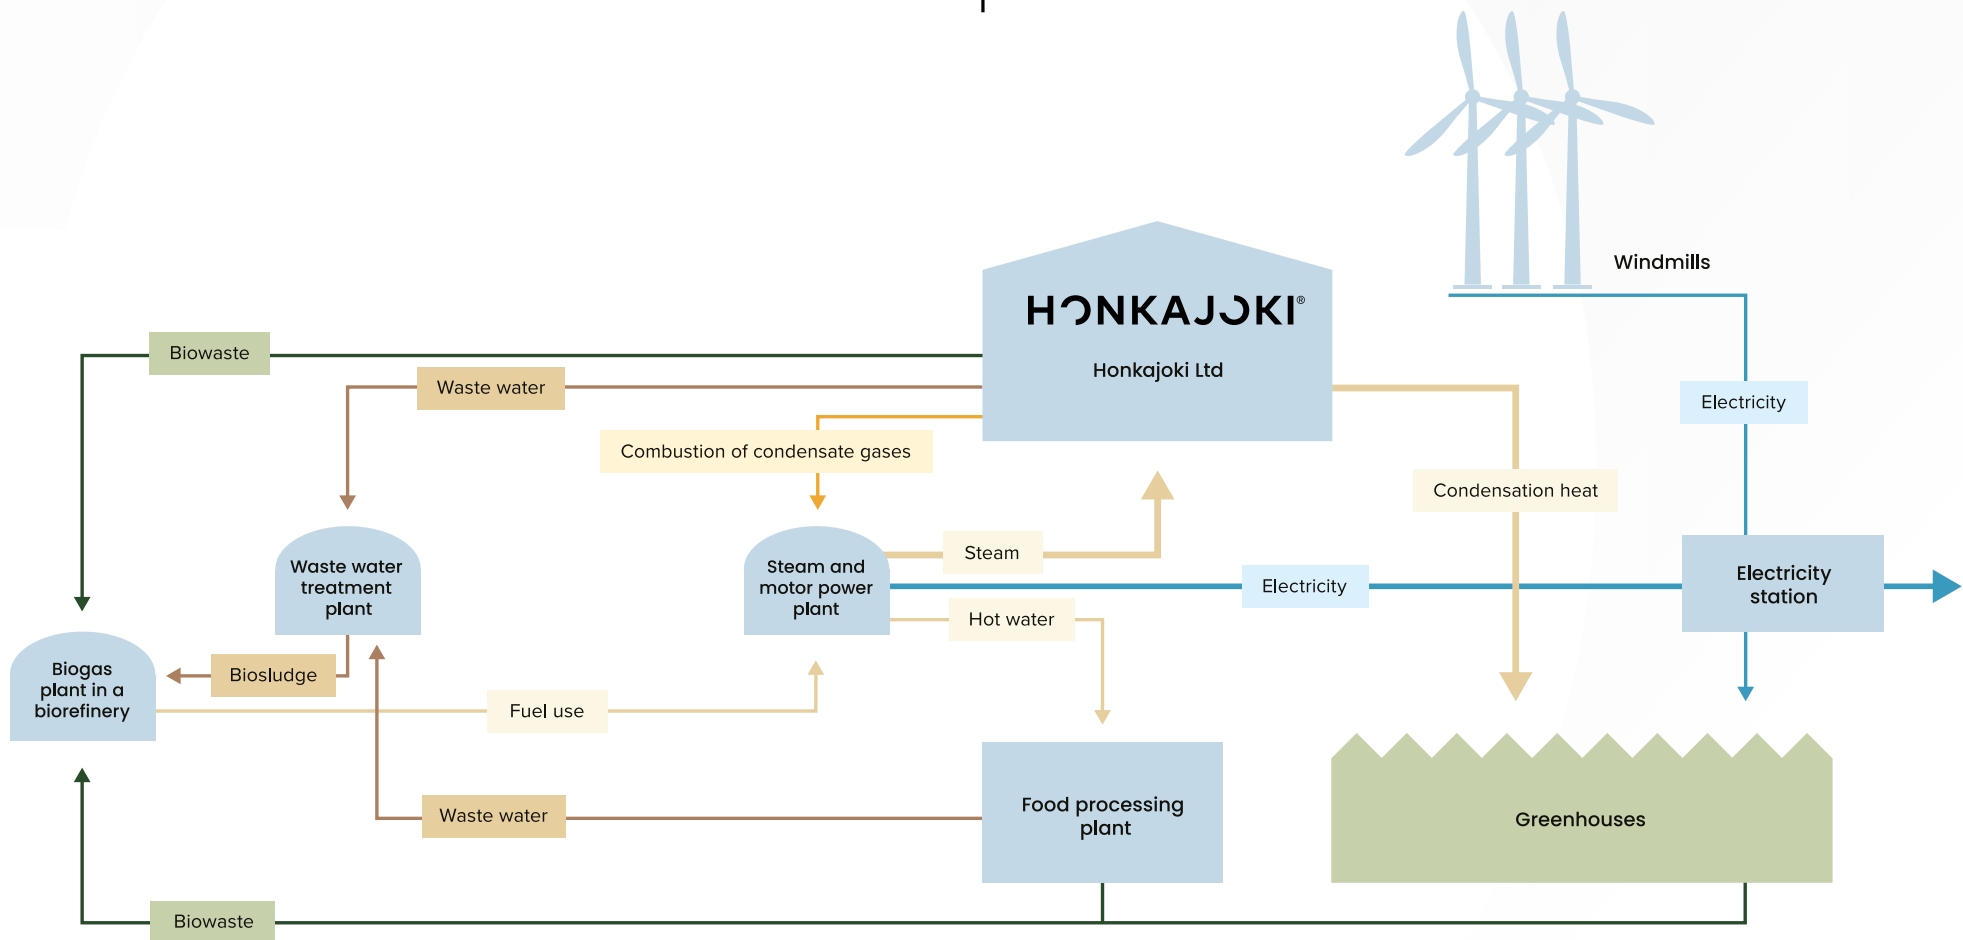 Windmills
HONKAJOKI®
Honkajoki Ltd
Biowaste
Waste water
Electricity
Combustion of condensate gases
Condensation heat
Steam
Waste water
treatment
plant
Steam and
motor power
plant
Electricity
Electricity
station
Hot water
Biogas
plant in a
biorefinery
Biosludge
Fuel use
Food processing
plant
Waste water
Greenhouses
Biowaste